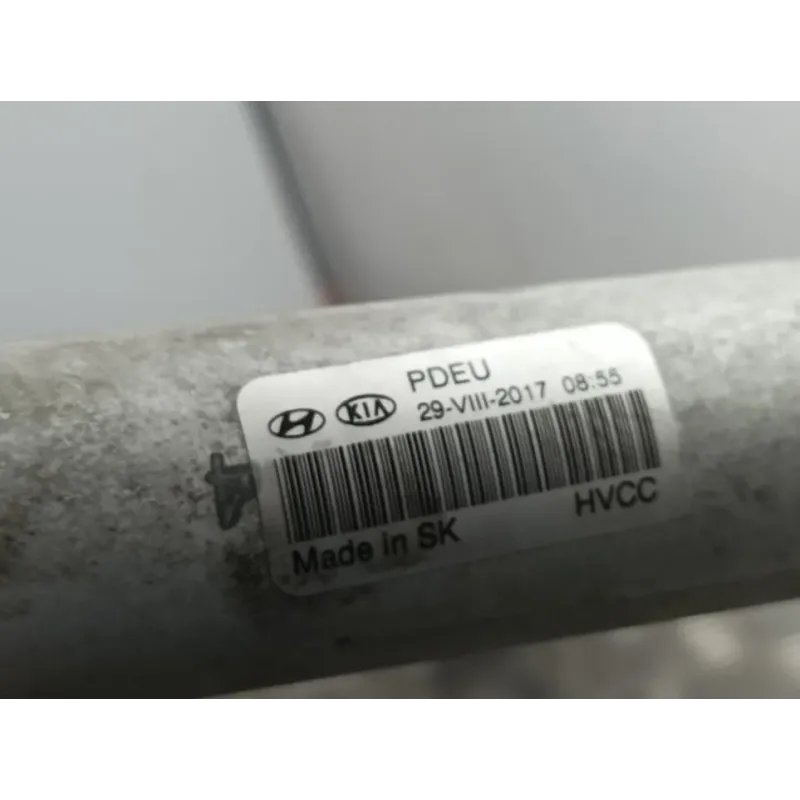 KIA PDEU
29-VIII-2017 08:55
Made in SK HVCC